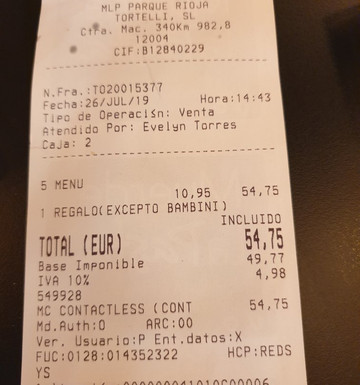 MLP PARQUE RIOJA
TORTELLI, SL
Ctra. Mac. 340Km 982,8
12004
CIF:B12840229
N.Fra.:T020015377
Fecha:26/JUL/19 Hora:14:43
Tipo de Operación: Venta
Atendido Por: Evelyn Torres
Caja: 2
5 MENU 10,95 54,75
1 REGALO(EXCEPTO BAMBINI) INCLUIDO
TOTAL (EUR) 54,75
Base Imponible 49,77
IVA 10% 4,98
549928
MC CONTACTLESS (CONT 54,75
Md.Auth:O ARC:00
Ver. Usuario:P Ent.datos:X
FUC:0128:014352322 HCP:REDS
YS